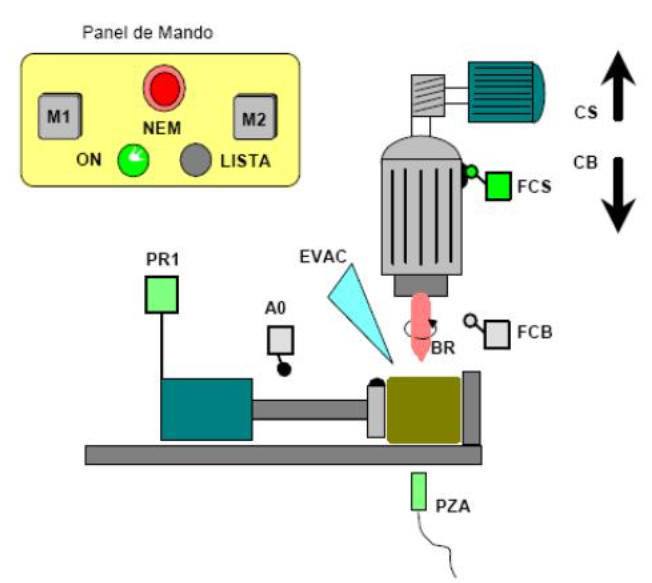 Panel de Mando
M1
NEM
M2
ON
LISTA
CS
CB
FCS
EVAC
PR1
A0
FCB
BR
PZA